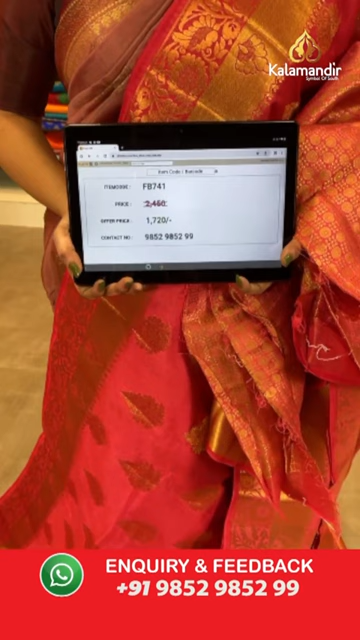 Kalamandir
Symbol Of South
Item Code / Barcode
ITEMCODE : FB741
PRICE : 2,460
OFFER PRICE : 1,720/-
CONTACT NO : 9852 9852 99
ENQUIRY & FEEDBACK
+91 9852 9852 99